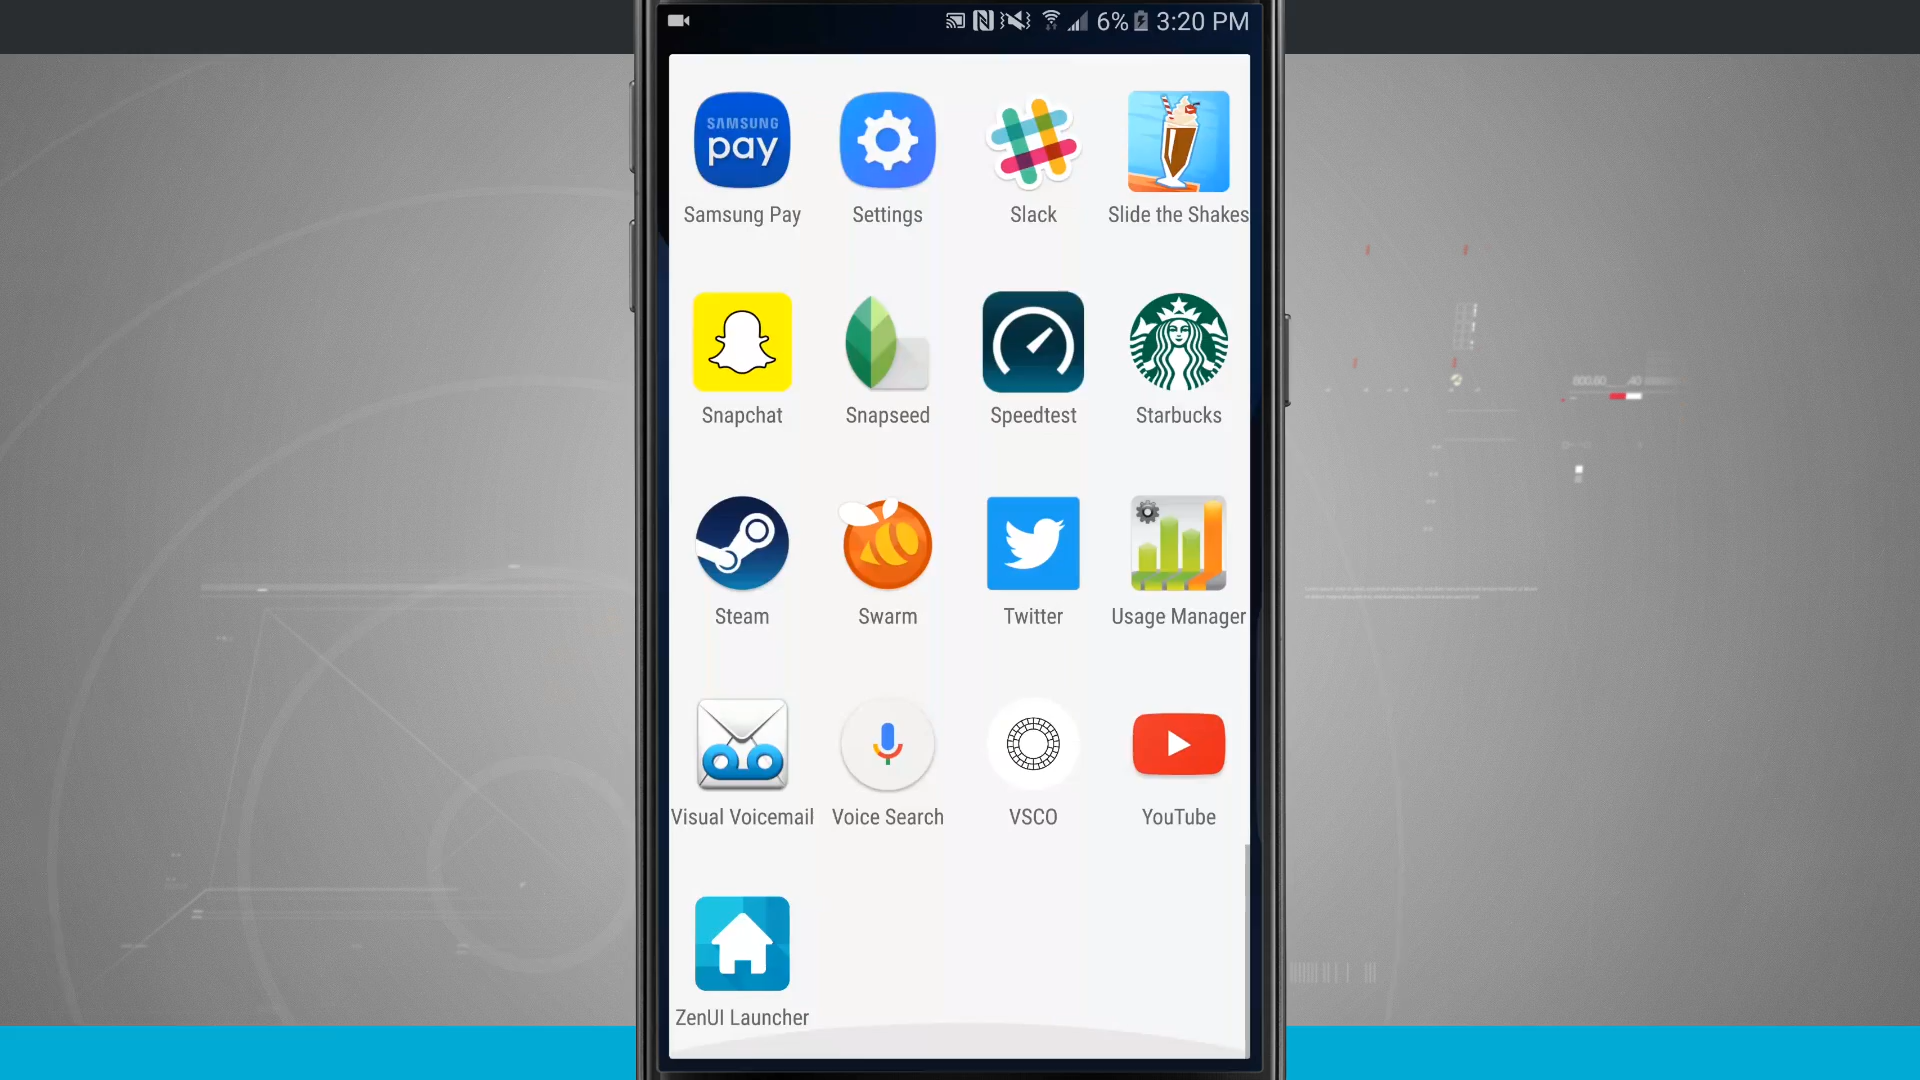 6% 3:20 PM
SAMSUNG
pay
Samsung Pay Settings Slack Slide the Shakes
Snapchat Snapseed Speedtest Starbucks
Steam Swarm Twitter Usage Manager
Visual Voicemail Voice Search VSCO YouTube
ZenUI Launcher